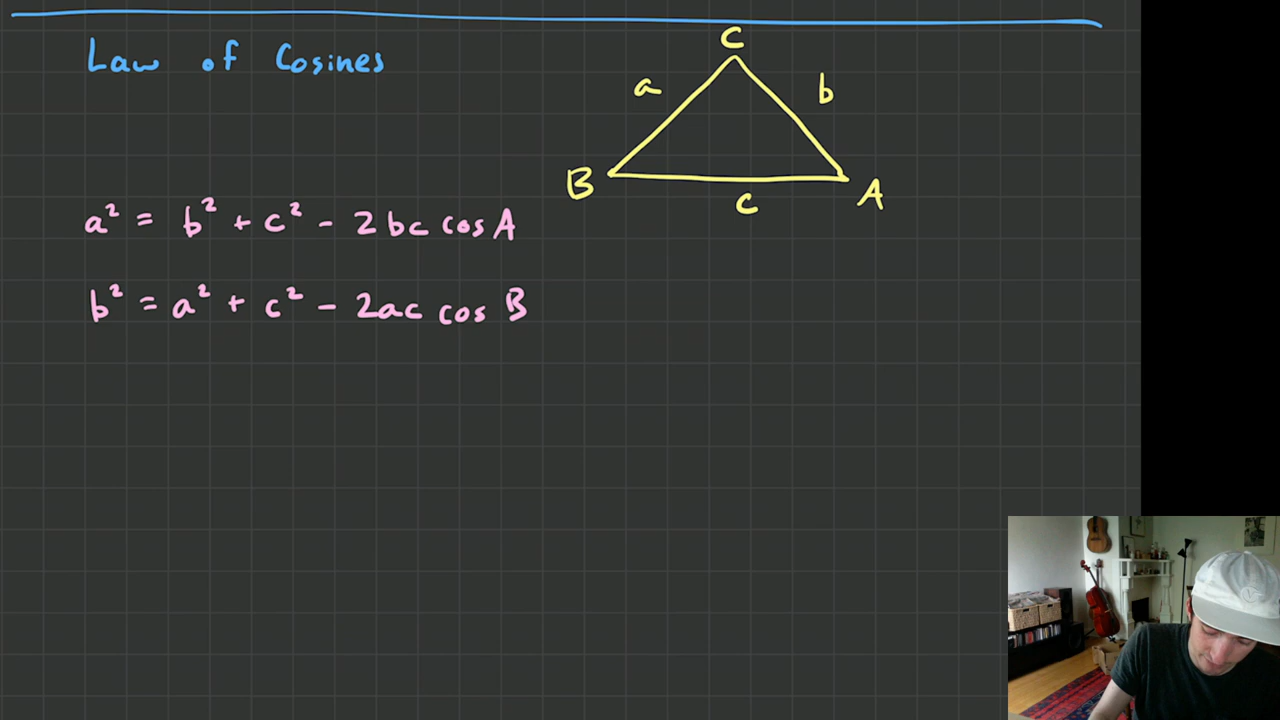 Law of Cosines
C
a
b
B
A
c
a² = b² + c² - 2bc cos A
b² = a² + c² - 2ac cos B